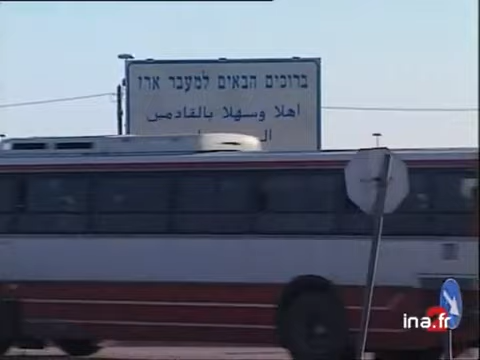 ברוכים הבאים למעבר ארז
اهلا وسهلا بالقادمين
ina.fr